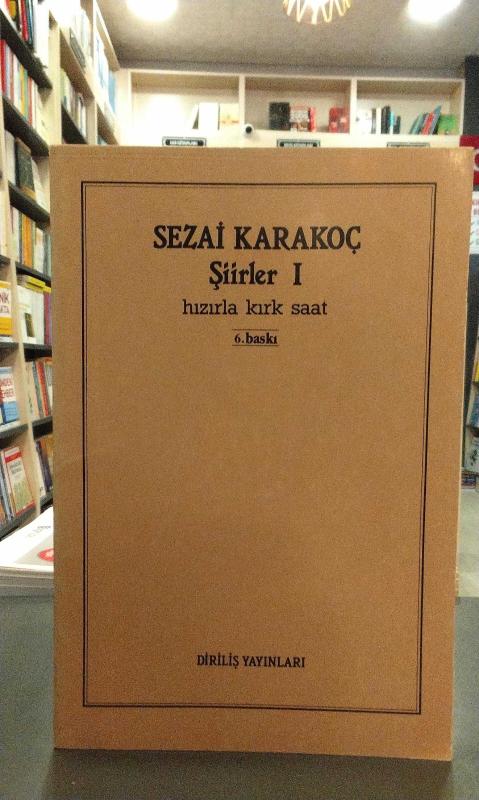 SEZAİ KARAKOÇ
Şiirler I
hızırla kırk saat
6.baskı
DİRİLİŞ YAYINLARI